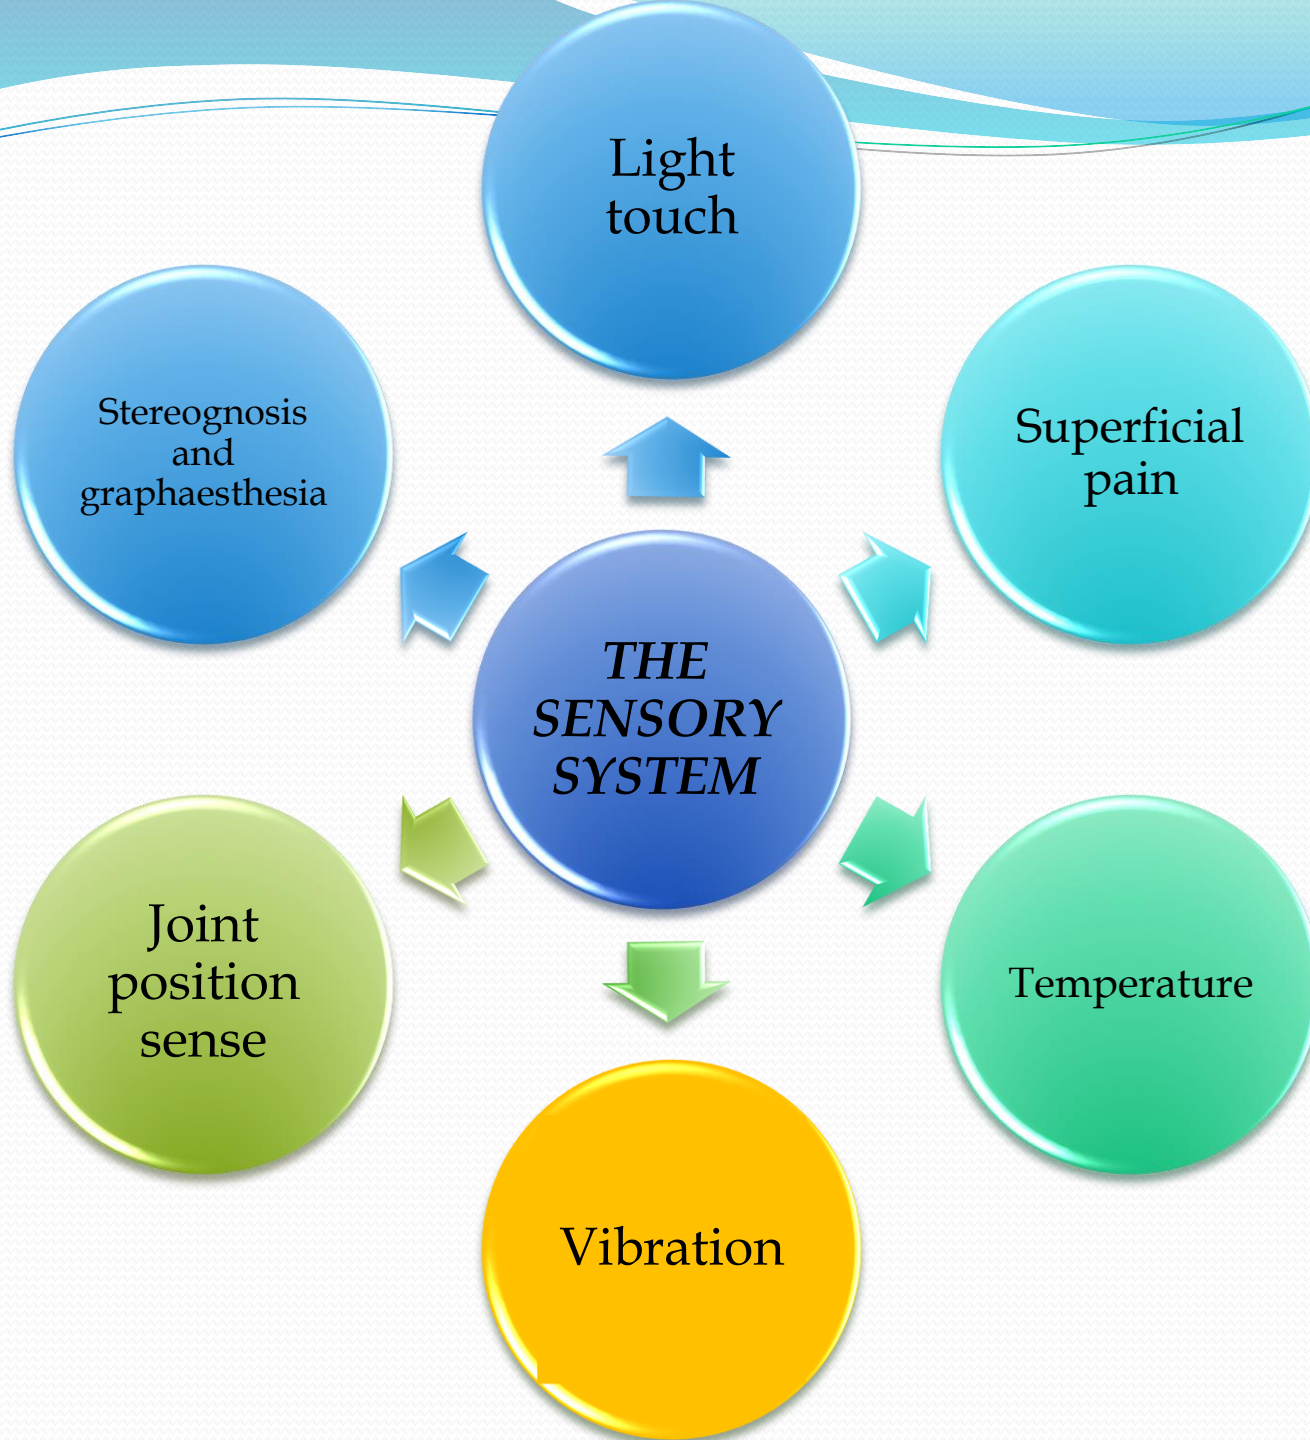 Light
touch
Superficial
pain
Stereognosis
and
graphaesthesia
THE
SENSORY
SYSTEM
Joint
position
sense
Temperature
Vibration